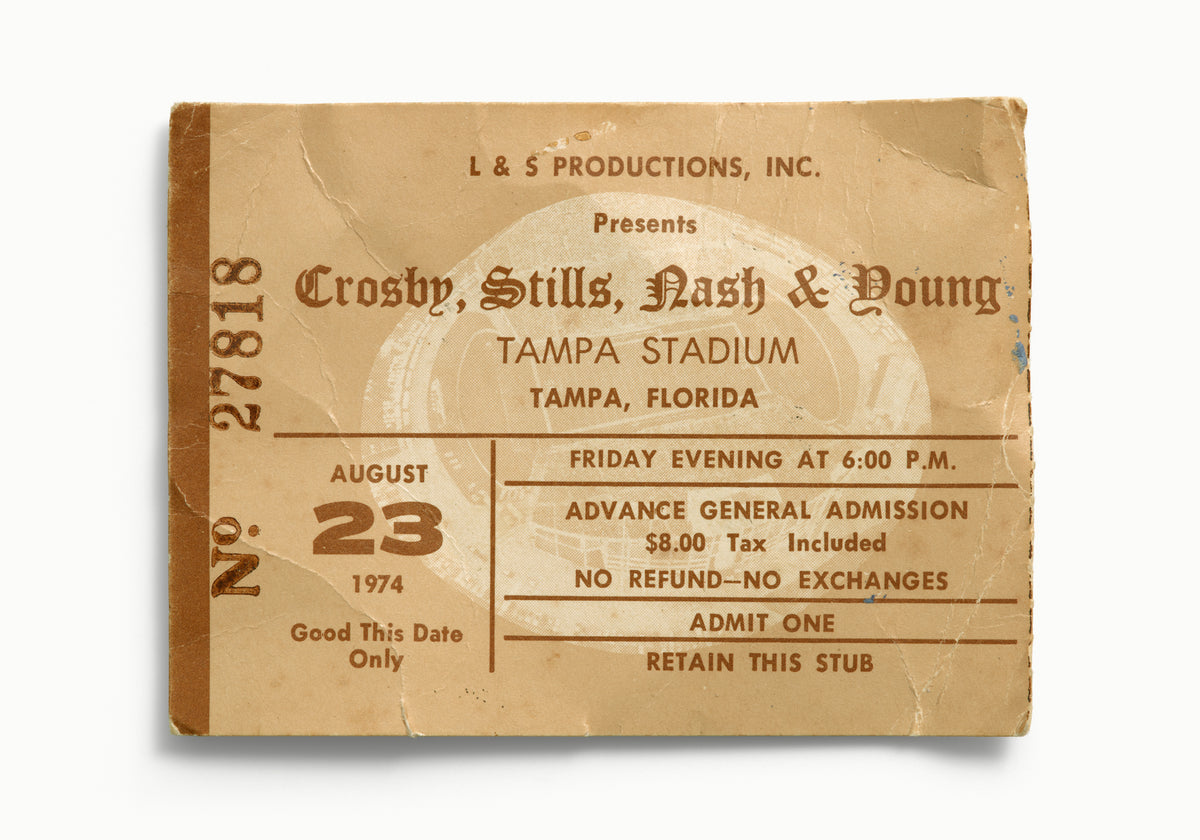 L & S PRODUCTIONS, INC.
Presents
Crosby, Stills, Nash & Young
TAMPA STADIUM
TAMPA, FLORIDA
Nº 27818
AUGUST
23
1974
Good This Date
Only
FRIDAY EVENING AT 6:00 P.M.
ADVANCE GENERAL ADMISSION
$8.00 Tax Included
NO REFUND—NO EXCHANGES
ADMIT ONE
RETAIN THIS STUB